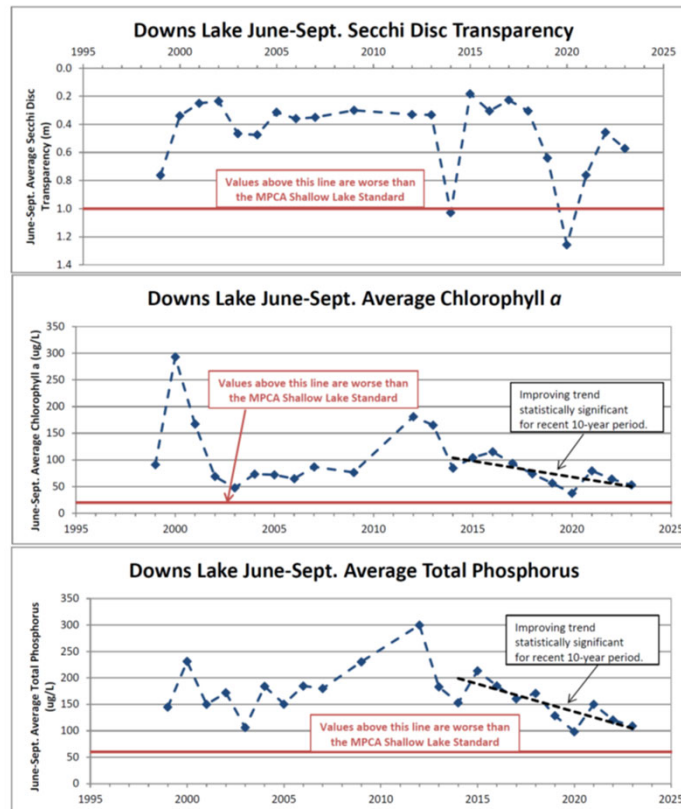 Downs Lake June-Sept. Secchi Disc Transparency
1995 2000 2005 2010 2015 2020 2025
0.0
0.2
0.4
0.6
0.8
1.0
1.2
1.4
June-Sept. Average Secchi Disc
Transparency (m)
Values above this line are worse than
the MPCA Shallow Lake Standard
Downs Lake June-Sept. Average Chlorophyll a
350
300
250
200
150
100
50
0
June-Sept. Average Chlorophyll a (ug/L)
Values above this line are worse than
the MPCA Shallow Lake Standard
Improving trend
statistically significant
for recent 10-year period.
1995 2000 2005 2010 2015 2020 2025
Downs Lake June-Sept. Average Total Phosphorus
350
300
250
200
150
100
50
0
June-Sept. Average Total Phosphorus
(ug/L)
Improving trend
statistically significant
for recent 10-year period.
Values above this line are worse than
the MPCA Shallow Lake Standard
1995 2000 2005 2010 2015 2020 2025